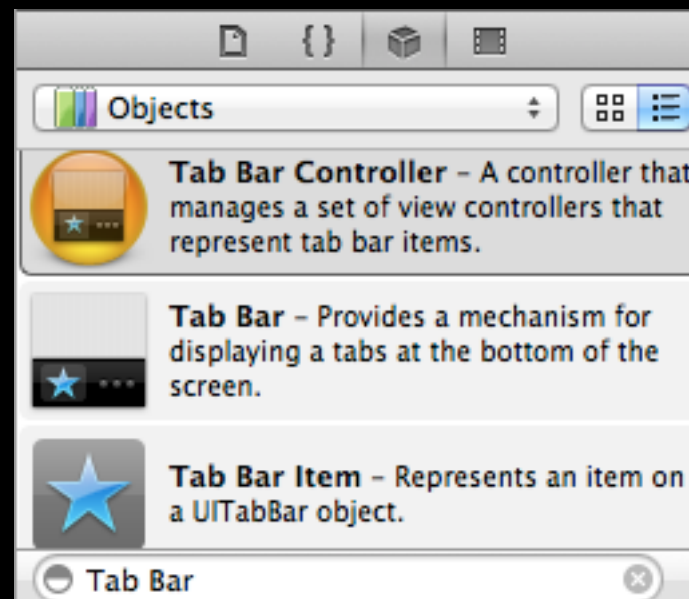 { }
Objects
Tab Bar Controller – A controller that
manages a set of view controllers that
represent tab bar items.
Tab Bar – Provides a mechanism for
displaying a tabs at the bottom of the
screen.
Tab Bar Item – Represents an item on
a UITabBar object.
Tab Bar